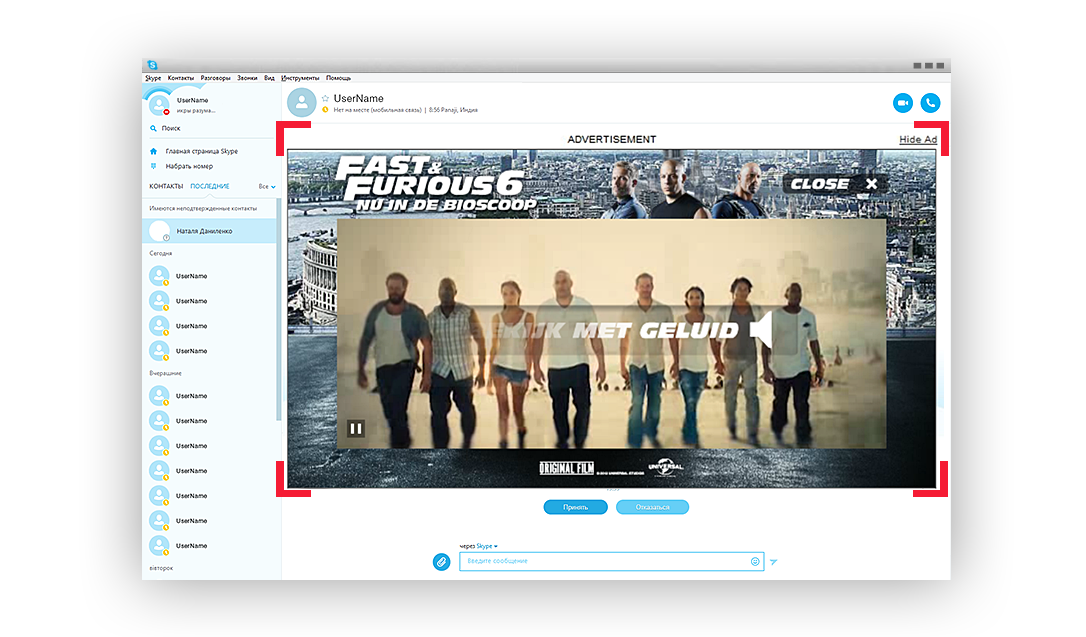 Skype Контакты Разговоры Звонки Вид Инструменты Помощь
UserName
икры разума...
Поиск
Главная страница Skype
Набрать номер
КОНТАКТЫ ПОСЛЕДНИЕ Все
Имеются неподтвержденные контакты
Наталя Даниленко
Сегодня
UserName
UserName
UserName
UserName
Вчерашние
UserName
UserName
UserName
UserName
UserName
UserName
UserName
вівторок
UserName
Нет на месте (мобильная связь) | 8:56 Panaji, Индия
ADVERTISEMENT
Hide Ad
FAST &
FURIOUS 6
NU IN DE BIOSCOOP
CLOSE X
KIJK MET GELUID
ORIGINAL FILM
UNIVERSAL
Принять
Отказаться
через Skype
Введите сообщение